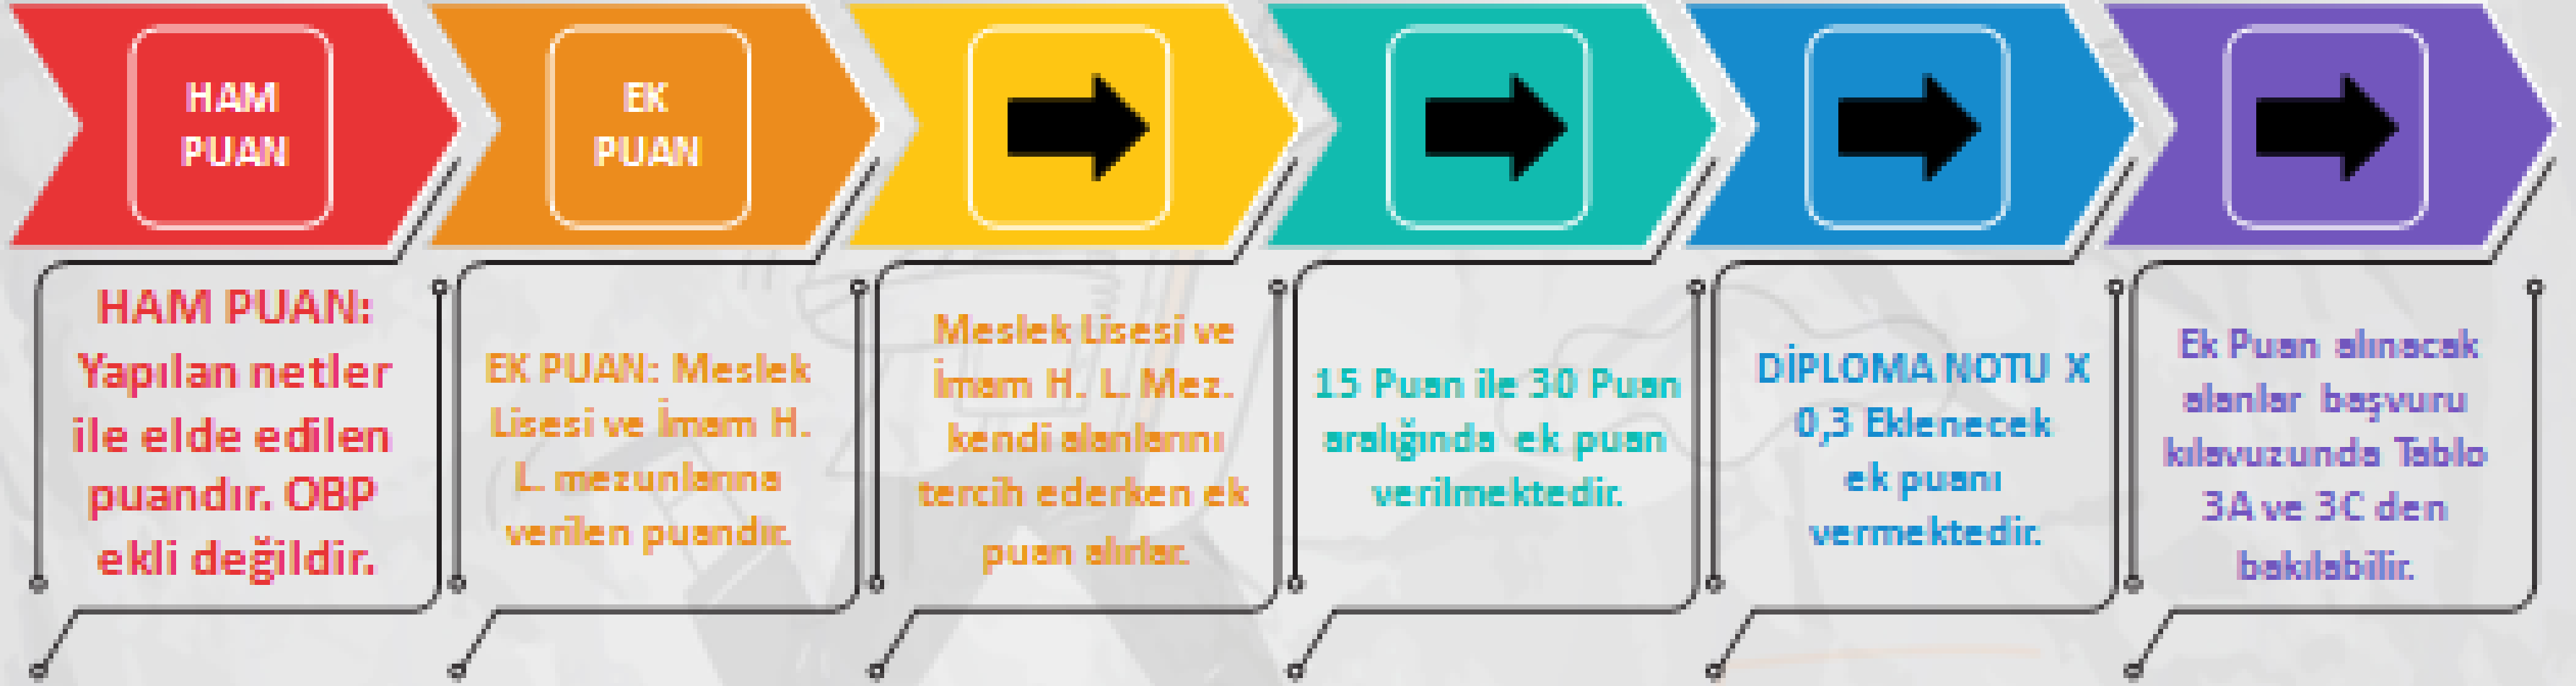 HAM
PUAN
EK
PUAN
HAM PUAN:
Yapılan netler
ile elde edilen
puandır. OBP
ekli değildir.
EK PUAN: Meslek
Lisesi ve İmam H.
L. mezunlarına
verilen puandır.
Meslek Lisesi ve
İmam H. L. Mez.
kendi alanlarını
tercih ederken ek
puan alırlar.
15 Puan ile 30 Puan
aralığında ek puan
verilmektedir.
DİPLOMA NOTU X
0,3 Eklenecek
ek puanı
vermektedir.
Ek Puan alınacak
alanlar başvuru
kılavuzunda Tablo
3A ve 3C den
bakılabilir.